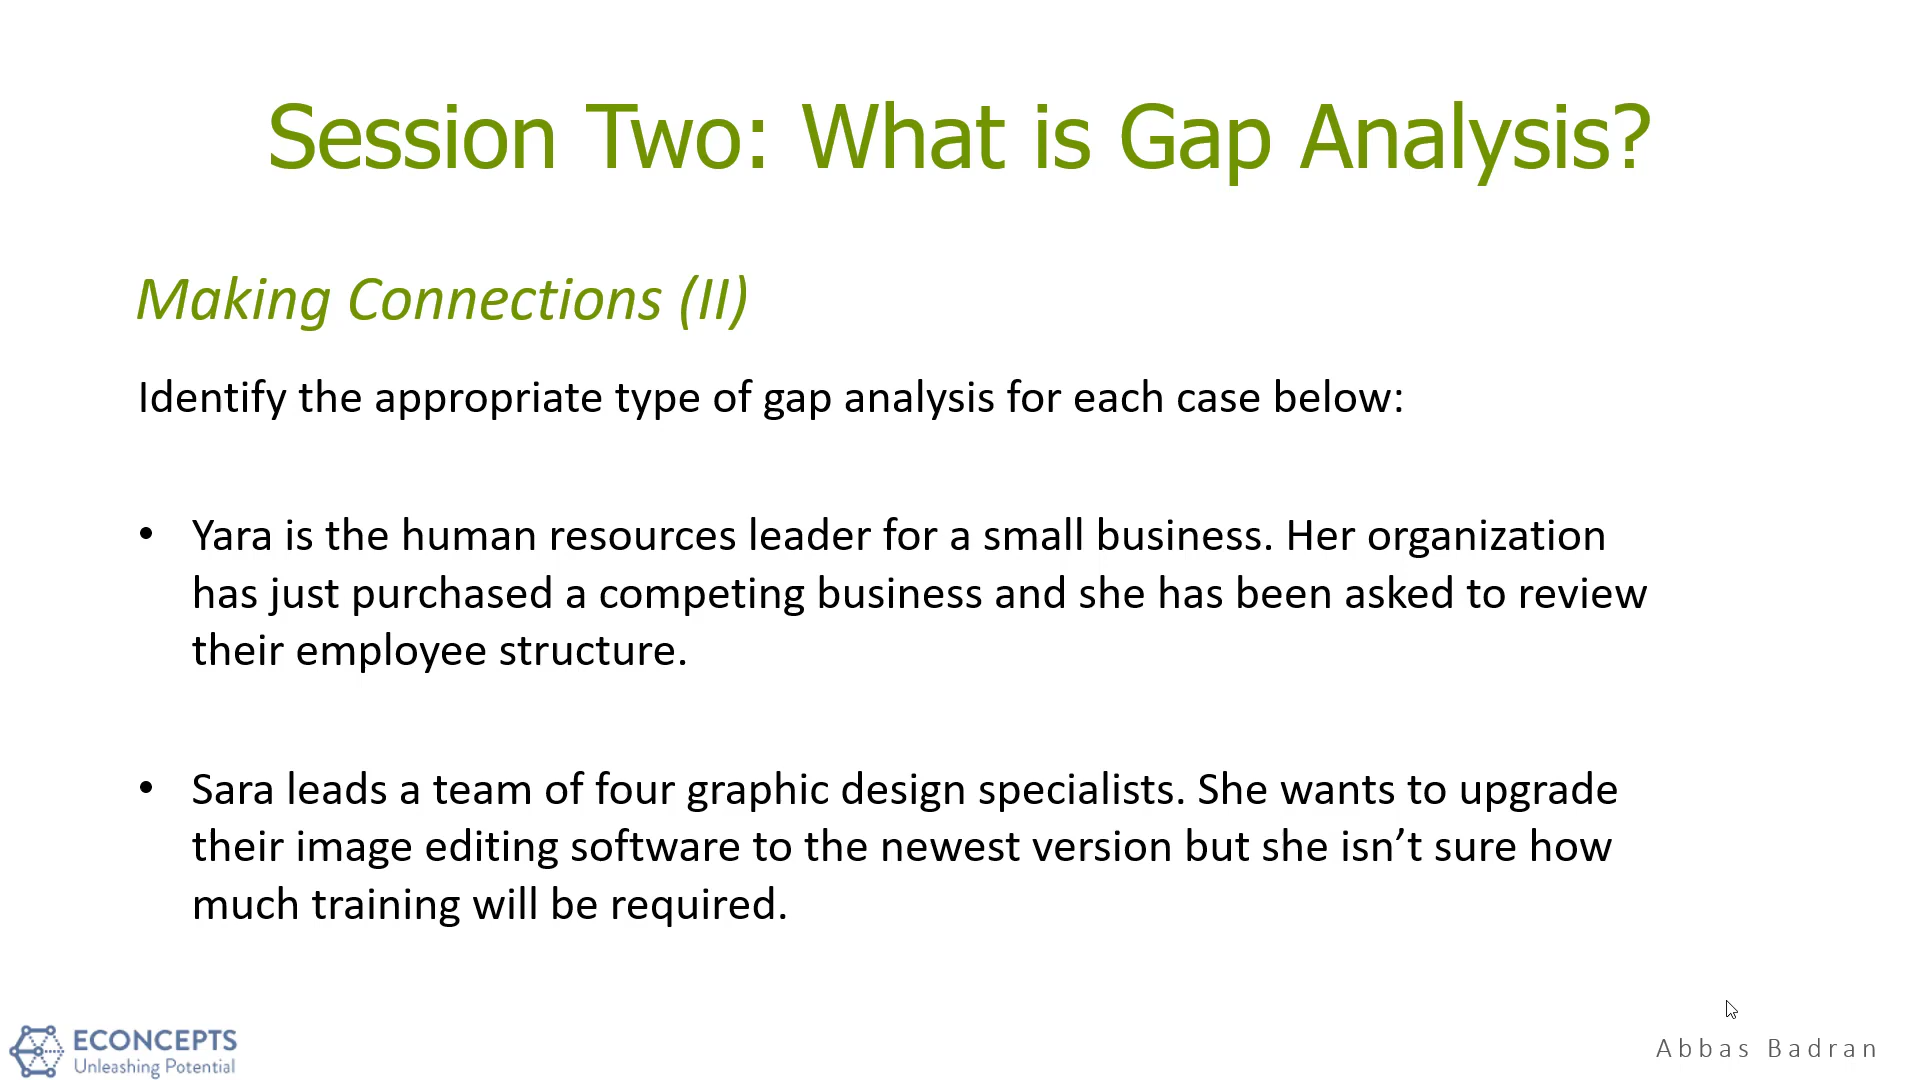 Session Two: What is Gap Analysis?
Making Connections (II)
Identify the appropriate type of gap analysis for each case below:
• Yara is the human resources leader for a small business. Her organization
has just purchased a competing business and she has been asked to review
their employee structure.
• Sara leads a team of four graphic design specialists. She wants to upgrade
their image editing software to the newest version but she isn’t sure how
much training will be required.
ECONCEPTS
Unleashing Potential
Abbas Badran